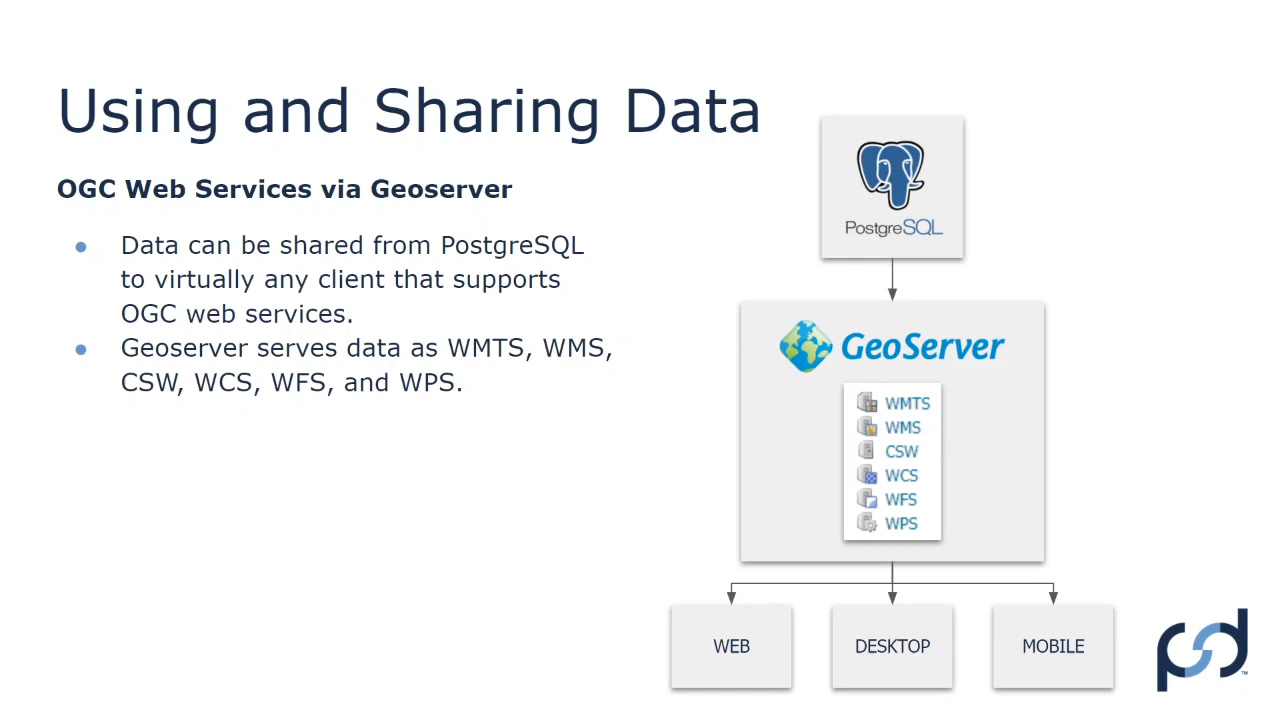 Using and Sharing Data
OGC Web Services via Geoserver
● Data can be shared from PostgreSQL
to virtually any client that supports
OGC web services.
● Geoserver serves data as WMTS, WMS,
CSW, WCS, WFS, and WPS.
PostgreSQL
GeoServer
WMTS
WMS
CSW
WCS
WFS
WPS
WEB
DESKTOP
MOBILE
psd
™